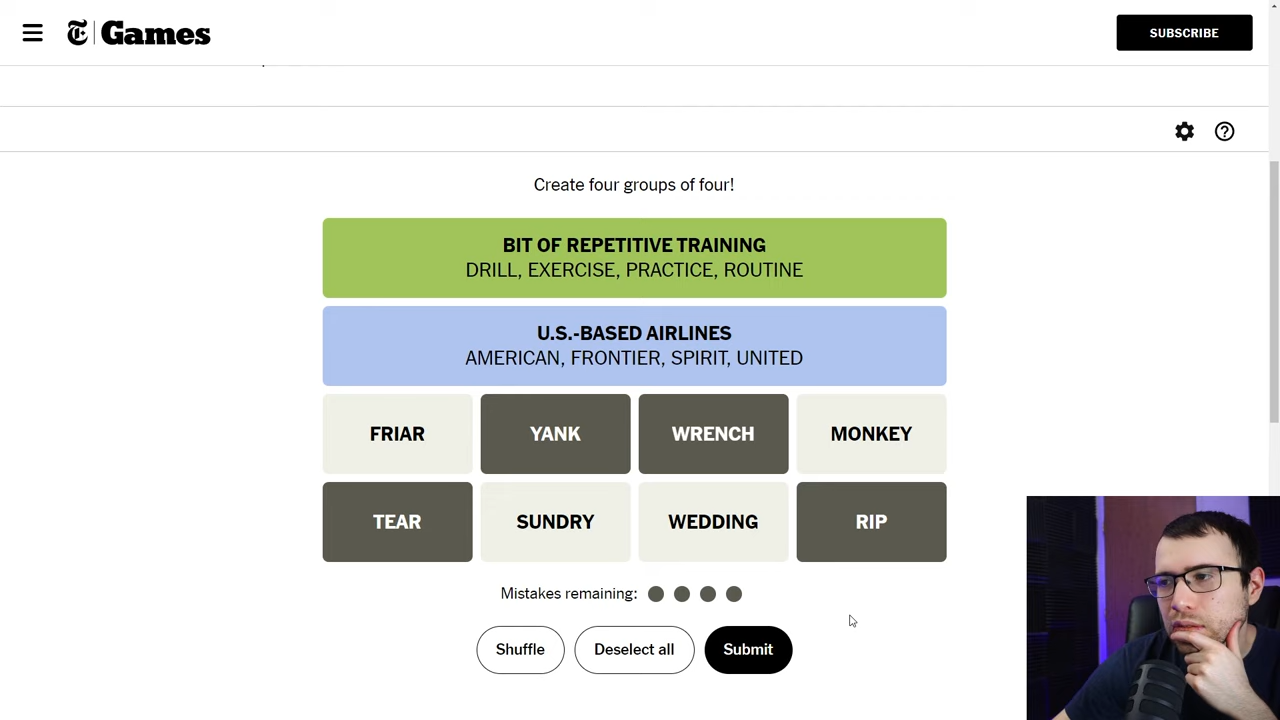 Games
SUBSCRIBE
Create four groups of four!
BIT OF REPETITIVE TRAINING
DRILL, EXERCISE, PRACTICE, ROUTINE
U.S.-BASED AIRLINES
AMERICAN, FRONTIER, SPIRIT, UNITED
FRIAR YANK WRENCH MONKEY
TEAR SUNDRY WEDDING RIP
Mistakes remaining:
Shuffle Deselect all Submit